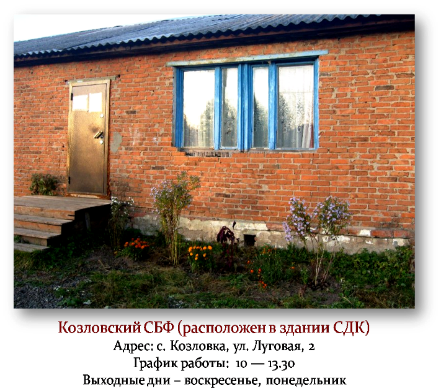 Козловский СБФ (расположен в здании СДК)
Адрес: с. Козловка, ул. Луговая, 2
График работы:  10 — 13.30
Выходные дни – воскресенье, понедельник